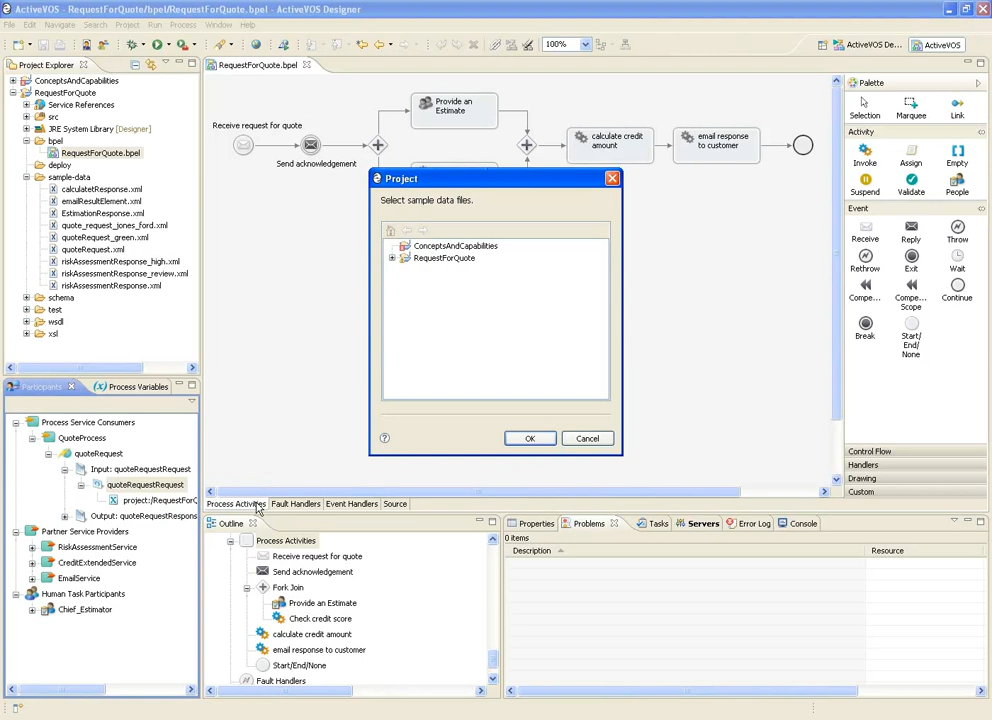 ActiveVOS - RequestForQuote/bpel/RequestForQuote.bpel - ActiveVOS Designer
File Edit Navigate Search Project Run Process Window Help
100%
ActiveVOS De...
ActiveVOS
Project Explorer
ConceptsAndCapabilities
RequestForQuote
Service References
src
JRE System Library [Designer]
bpel
RequestForQuote.bpel
deploy
sample-data
calculatetResponse.xml
emailResultElement.xml
EstimationResponse.xml
quote_request_jones_ford.xml
quoteRequest_green.xml
quoteRequest.xml
riskAssessmentResponse_high.xml
riskAssessmentResponse_review.xml
riskAssessmentResponse.xml
schema
test
wsdl
xsl
Participants
Process Variables
Process Service Consumers
QuoteProcess
quoteRequest
Input: quoteRequestRequest
quoteRequestRequest
project:/RequestForQ
Output: quoteRequestRespons
Partner Service Providers
RiskAssessmentService
CreditExtendedService
EmailService
Human Task Participants
Chief_Estimator
RequestForQuote.bpel
Receive request for quote
Send acknowledgement
Provide an
Estimate
calculate credit
amount
email response
to customer
Project
Select sample data files.
ConceptsAndCapabilities
RequestForQuote
OK
Cancel
Process Activities
Fault Handlers
Event Handlers
Source
Outline
Process Activities
Receive request for quote
Send acknowledgement
Fork Join
Provide an Estimate
Check credit score
calculate credit amount
email response to customer
Start/End/None
Fault Handlers
Properties
Problems
Tasks
Servers
Error Log
Console
0 items
Description
Resource
Palette
Selection
Marquee
Link
Activity
Invoke
Assign
Empty
Suspend
Validate
People
Event
Receive
Reply
Throw
Rethrow
Exit
Wait
Compe...
Compe...
Scope
Continue
Break
Start/
End/
None
Control Flow
Handlers
Drawing
Custom